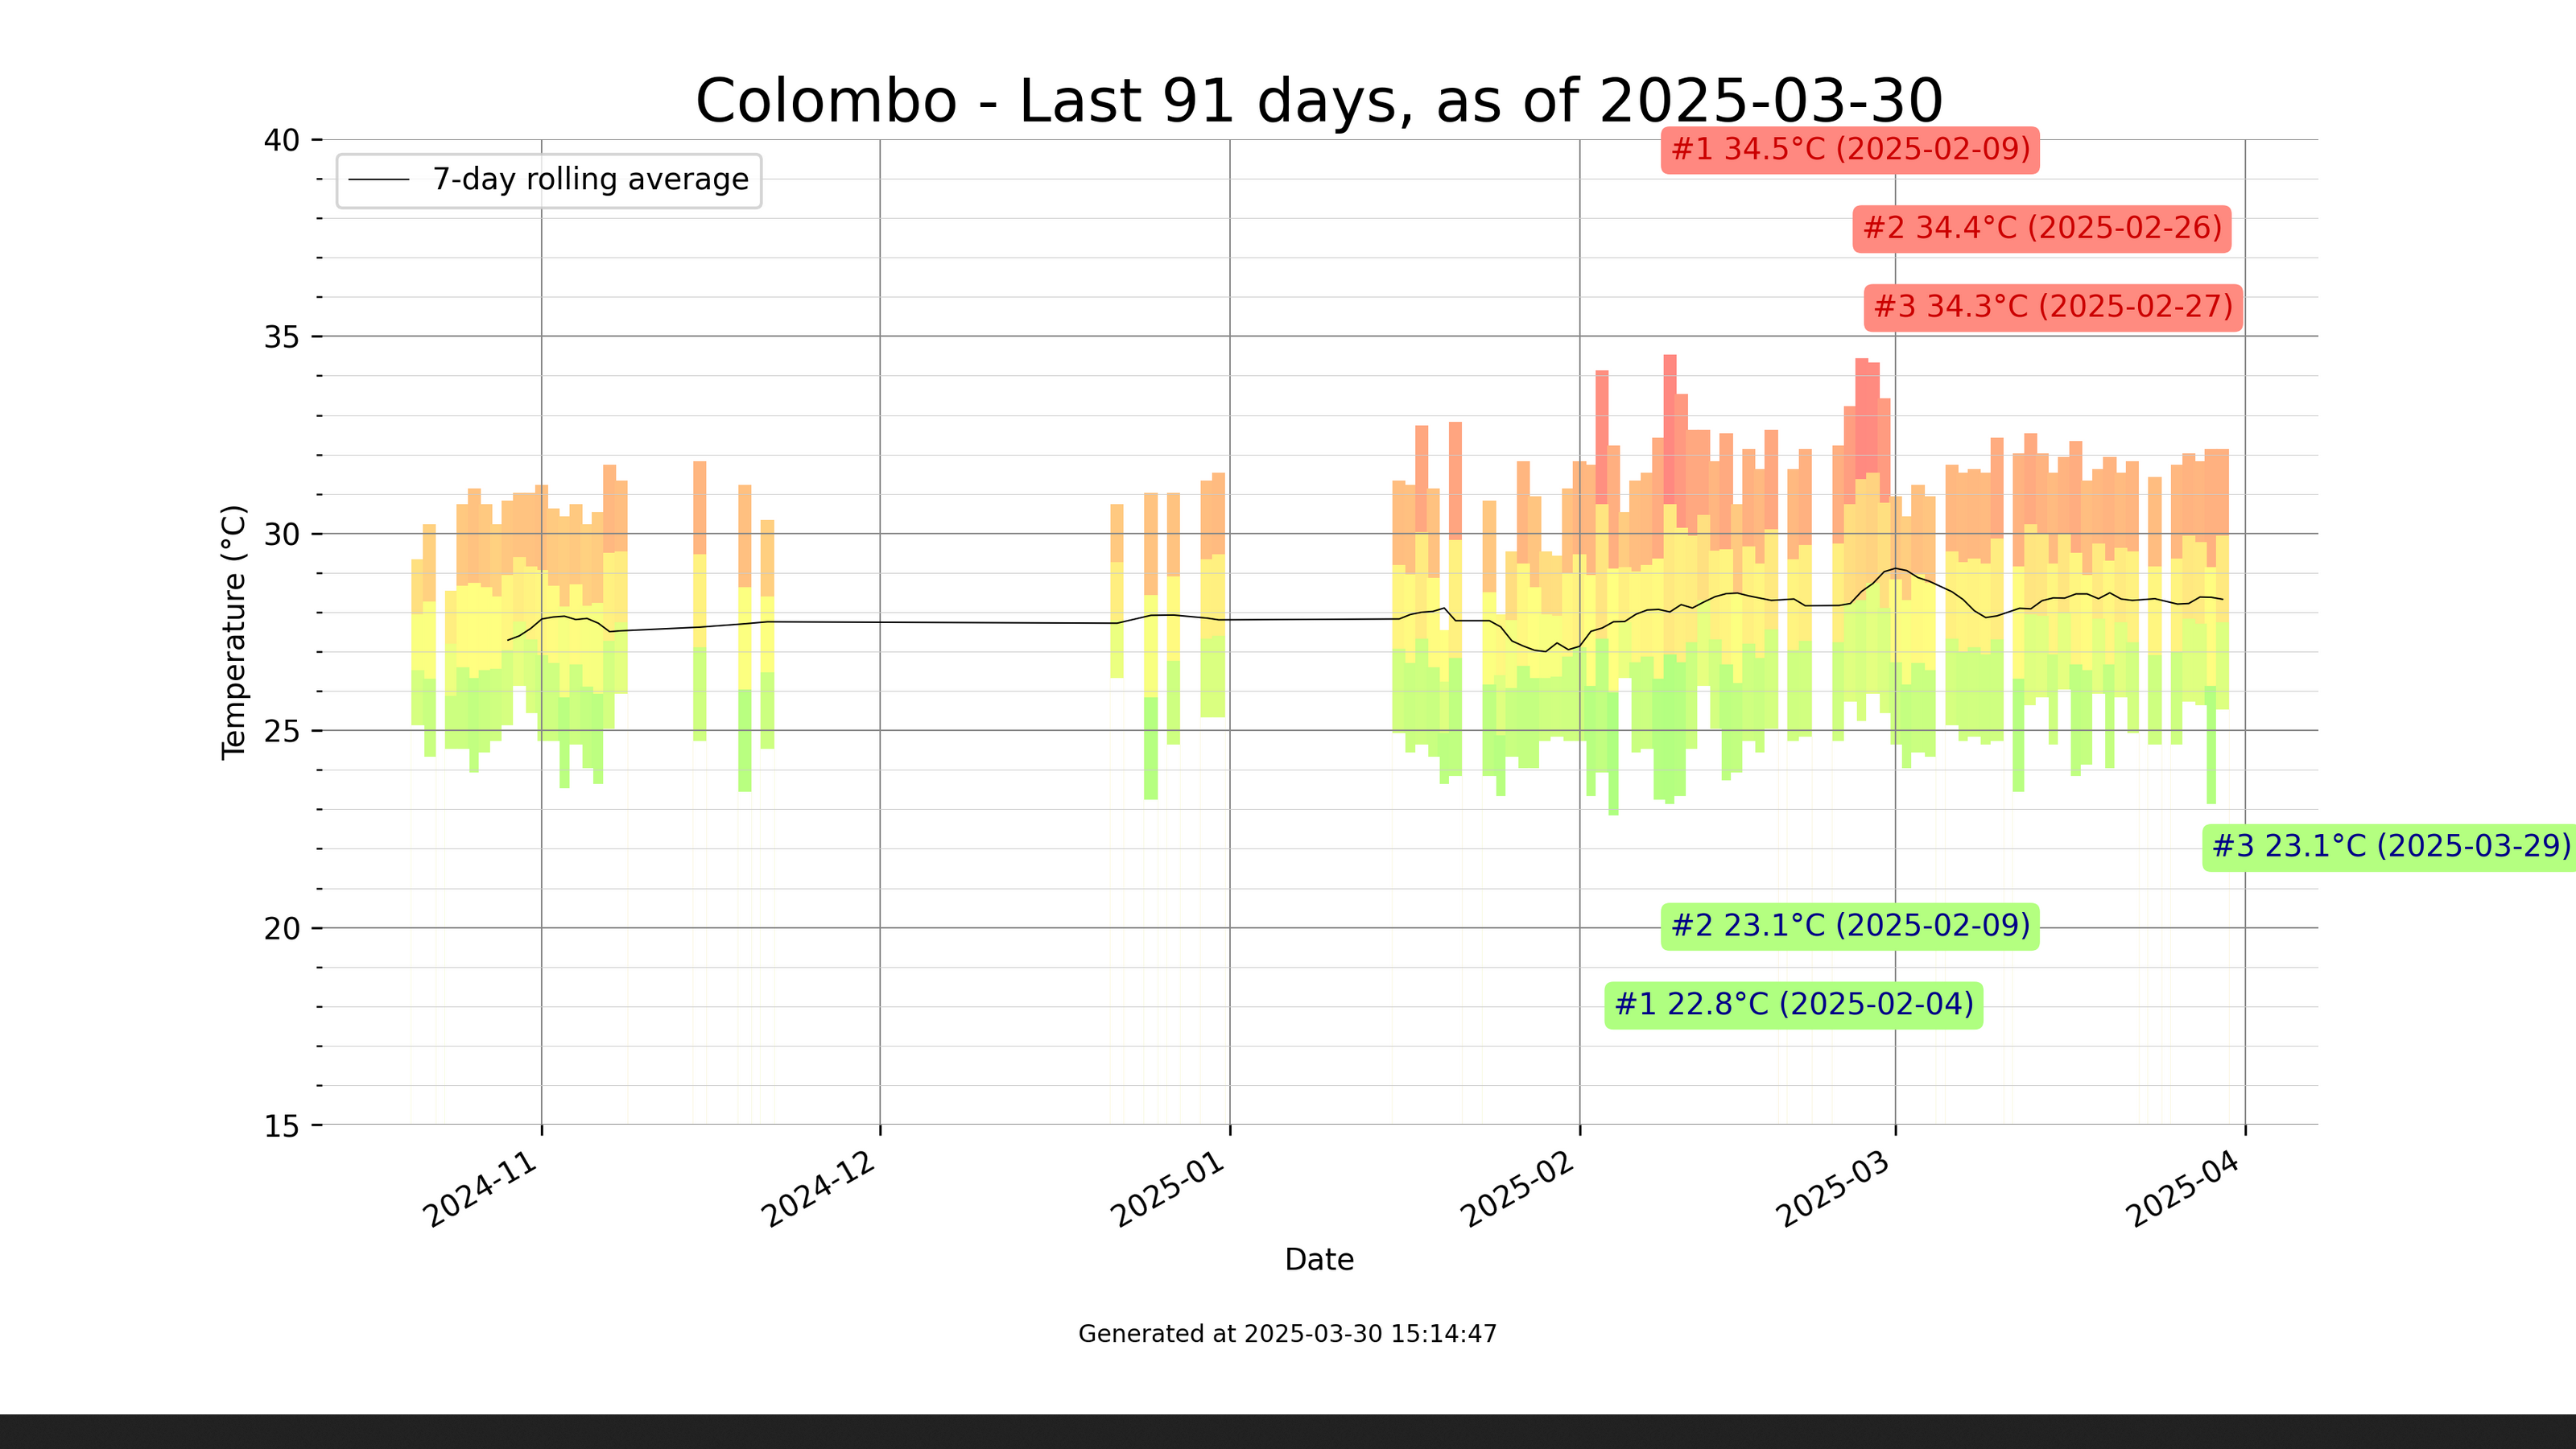 Colombo - Last 91 days, as of 2025-03-30
40
7-day rolling average
#1 34.5°C (2025-02-09)
#2 34.4°C (2025-02-26)
#3 34.3°C (2025-02-27)
35
30
Temperature (°C)
25
#3 23.1°C (2025-03-29)
20
#2 23.1°C (2025-02-09)
#1 22.8°C (2025-02-04)
15
2024-11
2024-12
2025-01
2025-02
2025-03
2025-04
Date
Generated at 2025-03-30 15:14:47